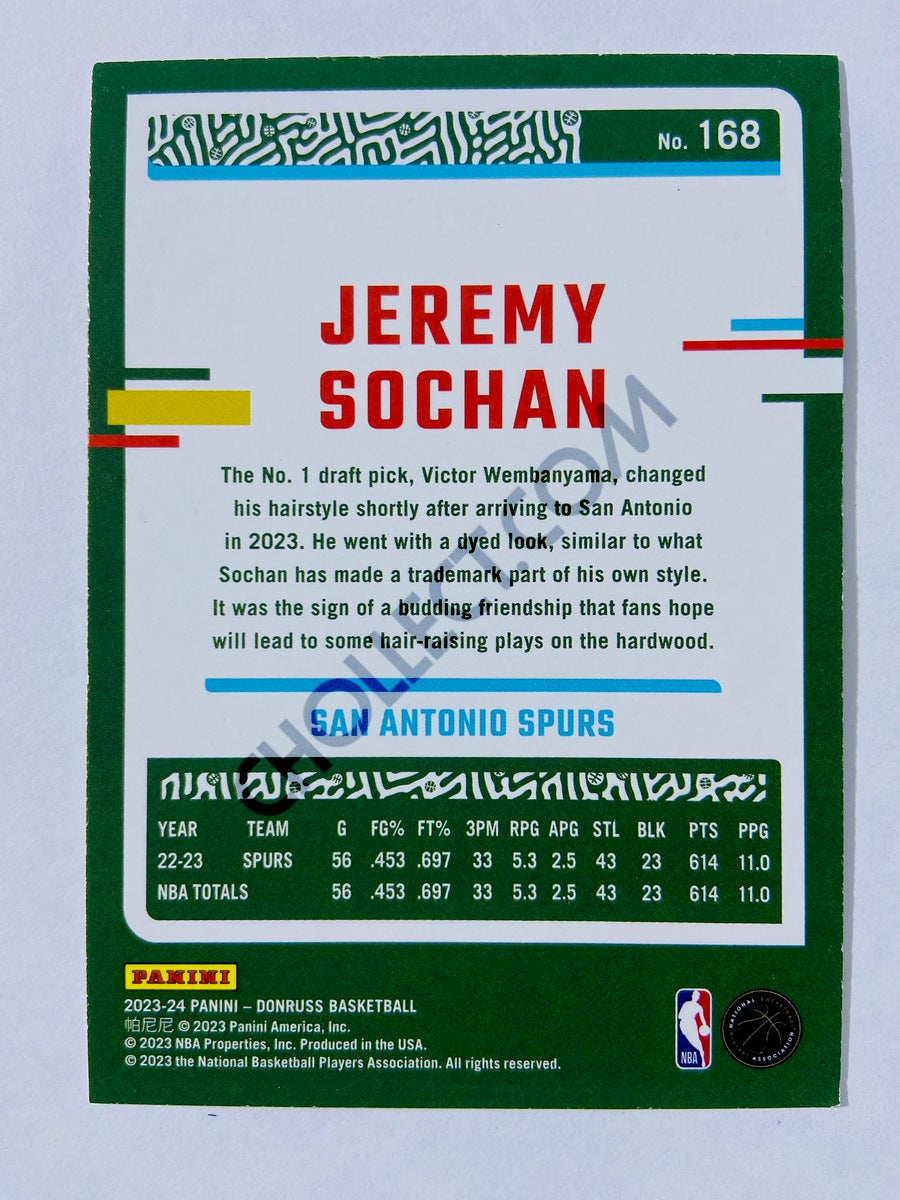 No. 168
JEREMY
SOCHAN
The No. 1 draft pick, Victor Wembanyama, changed
his hairstyle shortly after arriving to San Antonio
in 2023. He went with a dyed look, similar to what
Sochan has made a trademark part of his own style.
It was the sign of a budding friendship that fans hope
will lead to some hair-raising plays on the hardwood.
CHOLLECT.COM
SAN ANTONIO SPURS
YEAR TEAM G FG% FT% 3PM RPG APG STL BLK PTS PPG
22-23 SPURS 56 .453 .697 33 5.3 2.5 43 23 614 11.0
NBA TOTALS 56 .453 .697 33 5.3 2.5 43 23 614 11.0
PANINI
2023-24 PANINI – DONRUSS BASKETBALL
帕尼尼 © 2023 Panini America, Inc.
© 2023 NBA Properties, Inc. Produced in the USA.
© 2023 the National Basketball Players Association. All rights reserved.
NBA
NATIONAL BASKETBALL PLAYERS ASSOCIATION